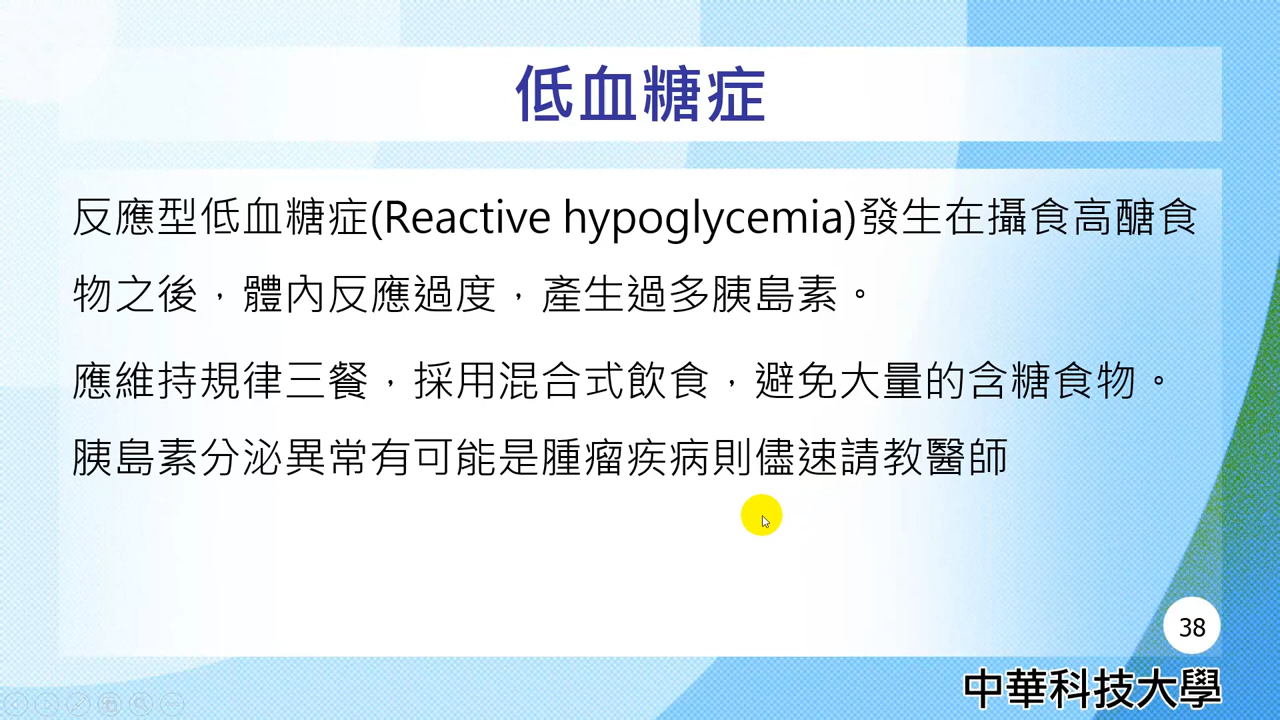 低血糖症
反應型低血糖症(Reactive hypoglycemia)發生在攝食高醣食
物之後，體內反應過度，產生過多胰島素。
應維持規律三餐，採用混合式飲食，避免大量的含糖食物。
胰島素分泌異常有可能是腫瘤疾病則儘速請教醫師
38
中華科技大學